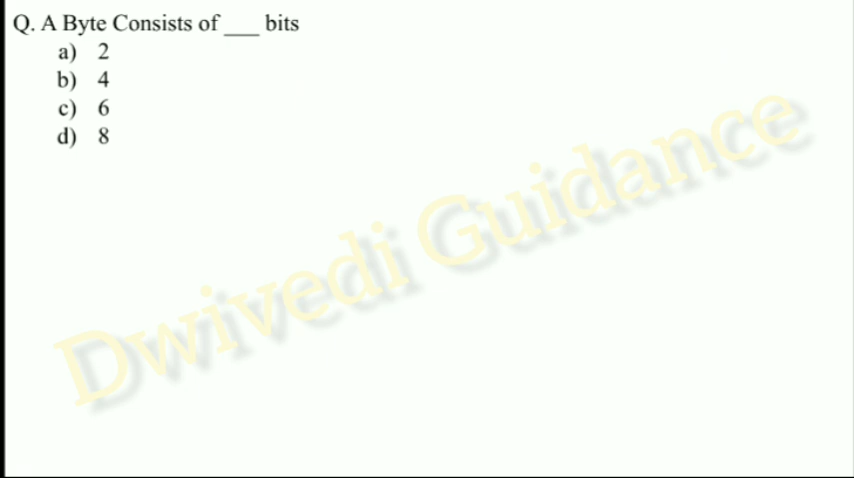 Q. A Byte Consists of ___ bits
a) 2
b) 4
c) 6
d) 8
Dwivedi Guidance